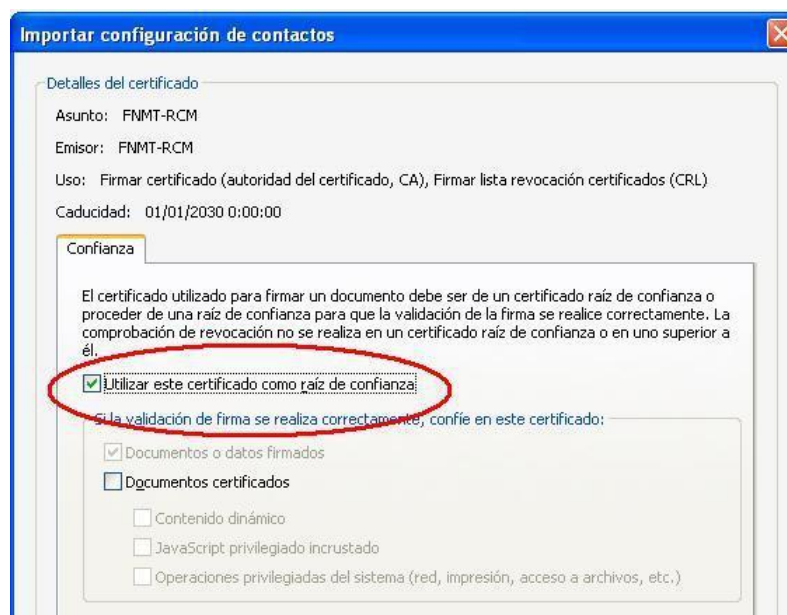 Importar configuración de contactos
Detalles del certificado
Asunto: FNMT-RCM
Emisor: FNMT-RCM
Uso: Firmar certificado (autoridad del certificado, CA), Firmar lista revocación certificados (CRL)
Caducidad: 01/01/2030 0:00:00
Confianza
El certificado utilizado para firmar un documento debe ser de un certificado raíz de confianza o
proceder de una raíz de confianza para que la validación de la firma se realice correctamente. La
comprobación de revocación no se realiza en un certificado raíz de confianza o en uno superior a
él.
Utilizar este certificado como raíz de confianza
Si la validación de firma se realiza correctamente, confíe en este certificado:
Documentos o datos firmados
Documentos certificados
Contenido dinámico
JavaScript privilegiado incrustado
Operaciones privilegiadas del sistema (red, impresión, acceso a archivos, etc.)